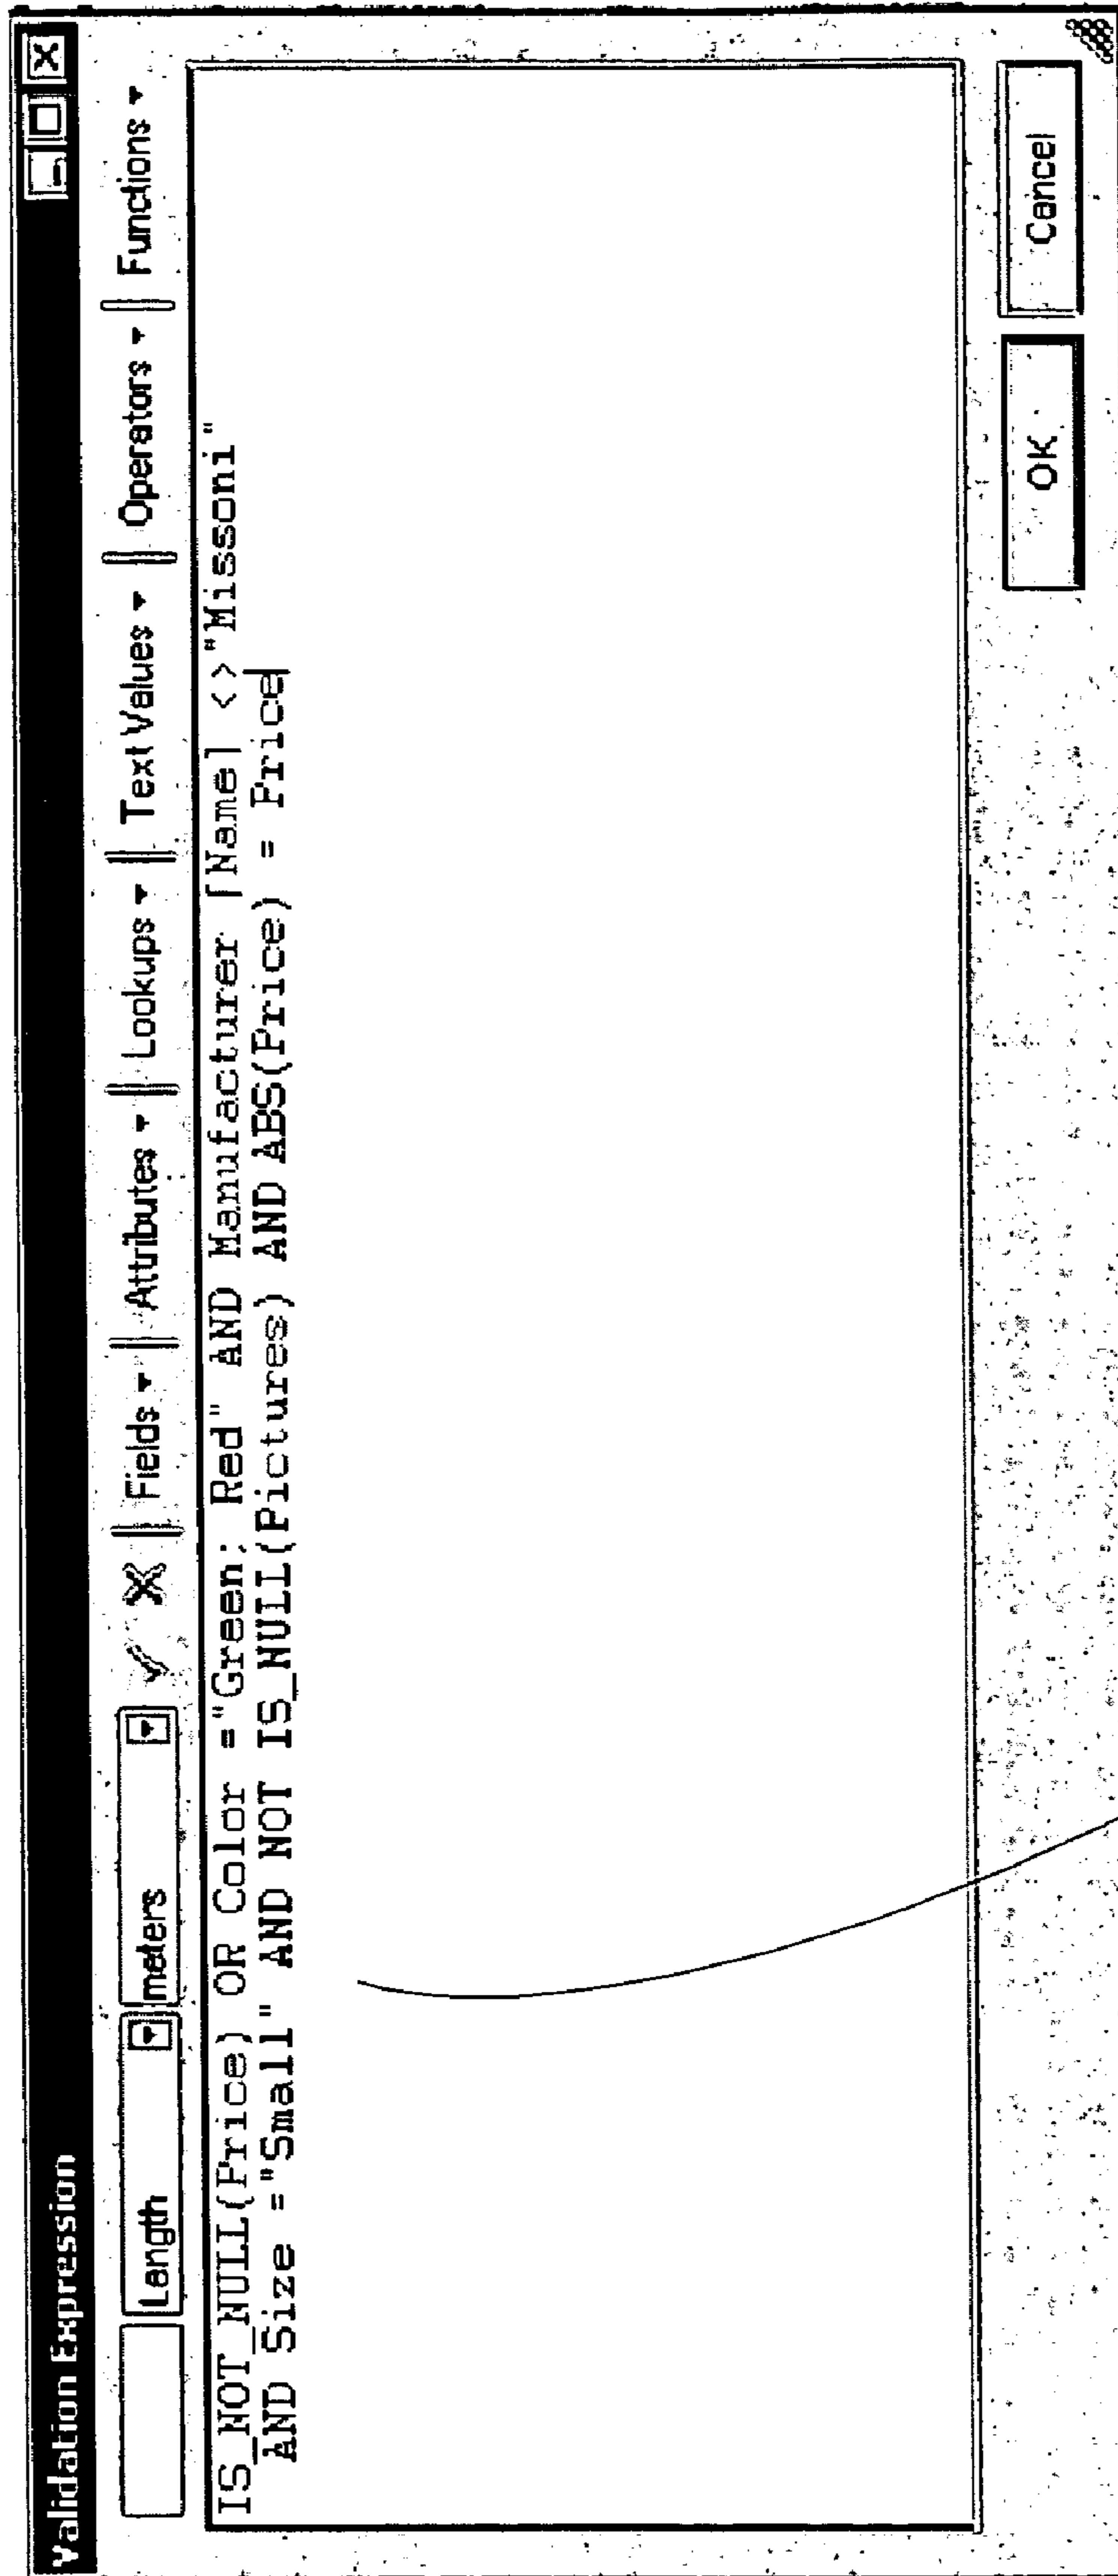 Validation Expression
Length meters Fields Attributes Lookups Text Values Operators Functions
IS_NOT_NULL(Price) OR Color ="Green; Red" AND Manufacturer [Name] <>"Missoni"
AND Size ="Small" AND NOT IS_NULL(Pictures) AND ABS(Price) = Price
OK Cancel